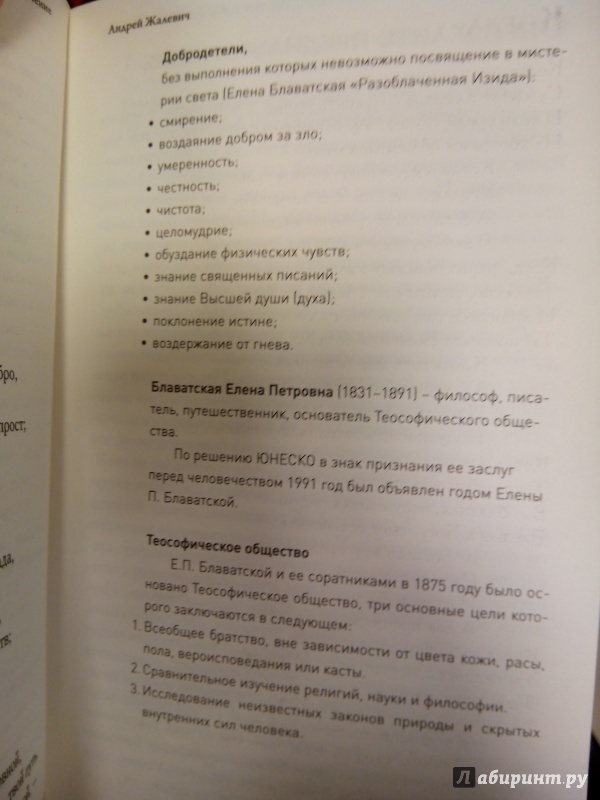 Андрей Жалевич
Добродетели,
без выполнения которых невозможно посвящение в мисте-
рии света (Елена Блаватская «Разоблаченная Изида»):
• смирение;
• воздаяние добром за зло;
• умеренность;
• честность;
• чистота;
• целомудрие;
• обуздание физических чувств;
• знание священных писаний;
• знание Высшей души (духа);
• поклонение истине;
• воздержание от гнева.
Блаватская Елена Петровна (1831–1891) – философ, писа-
тель, путешественник, основатель Теософического обще-
ства.
По решению ЮНЕСКО в знак признания ее заслуг
перед человечеством 1991 год был объявлен годом Елены
П. Блаватской.
Теософическое общество
Е.П. Блаватской и ее соратниками в 1875 году было ос-
новано Теософическое общество, три основные цели кото-
рого заключаются в следующем:
1. Всеобщее братство, вне зависимости от цвета кожи, расы,
пола, вероисповедания или касты.
2. Сравнительное изучение религий, науки и философии.
3. Исследование неизвестных законов природы и скрытых
внутренних сил человека.
прост;
твой путь
Лабиринт.ру